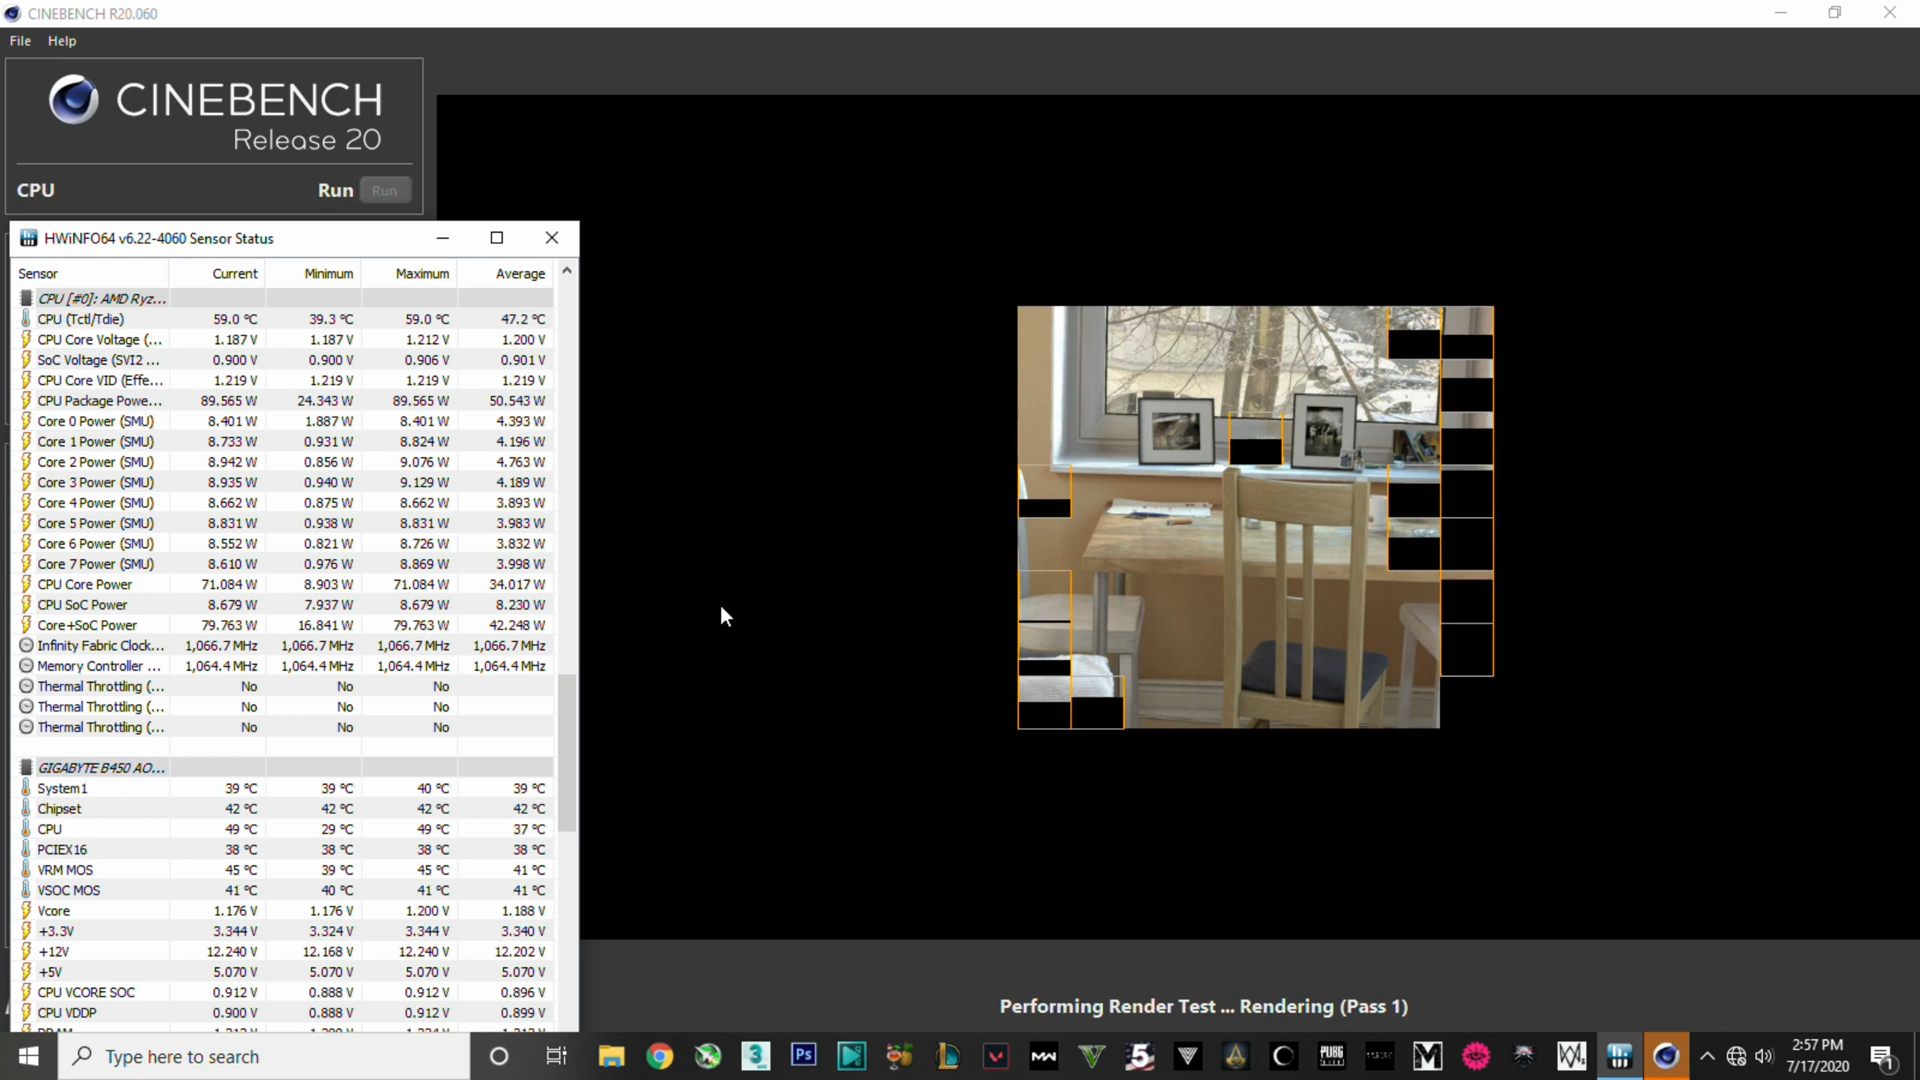 CINEBENCH R20.060
File Help
CINEBENCH
Release 20
CPU Run Run
HWiNFO64 v6.22-4060 Sensor Status
Sensor Current Minimum Maximum Average
CPU [#0]: AMD Ryz...
CPU (Tctl/Tdie) 59.0 °C 39.3 °C 59.0 °C 47.2 °C
CPU Core Voltage (... 1.187 V 1.187 V 1.212 V 1.200 V
SoC Voltage (SVI2 ... 0.900 V 0.900 V 0.906 V 0.901 V
CPU Core VID (Effe... 1.219 V 1.219 V 1.219 V 1.219 V
CPU Package Powe... 89.565 W 24.343 W 89.565 W 50.543 W
Core 0 Power (SMU) 8.401 W 1.887 W 8.401 W 4.393 W
Core 1 Power (SMU) 8.733 W 0.931 W 8.824 W 4.196 W
Core 2 Power (SMU) 8.942 W 0.856 W 9.076 W 4.763 W
Core 3 Power (SMU) 8.935 W 0.940 W 9.129 W 4.189 W
Core 4 Power (SMU) 8.662 W 0.875 W 8.662 W 3.893 W
Core 5 Power (SMU) 8.831 W 0.938 W 8.831 W 3.983 W
Core 6 Power (SMU) 8.552 W 0.821 W 8.726 W 3.832 W
Core 7 Power (SMU) 8.610 W 0.976 W 8.869 W 3.998 W
CPU Core Power 71.084 W 8.903 W 71.084 W 34.017 W
CPU SoC Power 8.679 W 7.937 W 8.679 W 8.230 W
Core+SoC Power 79.763 W 16.841 W 79.763 W 42.248 W
Infinity Fabric Clock... 1,066.7 MHz 1,066.7 MHz 1,066.7 MHz 1,066.7 MHz
Memory Controller ... 1,064.4 MHz 1,064.4 MHz 1,064.4 MHz 1,064.4 MHz
Thermal Throttling (... No No No
Thermal Throttling (... No No No
Thermal Throttling (... No No No
GIGABYTE B450 AO...
System1 39 °C 39 °C 40 °C 39 °C
Chipset 42 °C 42 °C 42 °C 42 °C
CPU 49 °C 29 °C 49 °C 37 °C
PCIEX16 38 °C 38 °C 38 °C 38 °C
VRM MOS 45 °C 39 °C 45 °C 41 °C
VSOC MOS 41 °C 40 °C 41 °C 41 °C
Vcore 1.176 V 1.176 V 1.200 V 1.188 V
+3.3V 3.344 V 3.324 V 3.344 V 3.340 V
+12V 12.240 V 12.168 V 12.240 V 12.202 V
+5V 5.070 V 5.070 V 5.070 V 5.070 V
CPU VCORE SOC 0.912 V 0.888 V 0.912 V 0.896 V
CPU VDDP 0.900 V 0.888 V 0.912 V 0.899 V
Performing Render Test ... Rendering (Pass 1)
Type here to search
3 Ps MW V 5 PUBG M
2:57 PM
7/17/2020
1